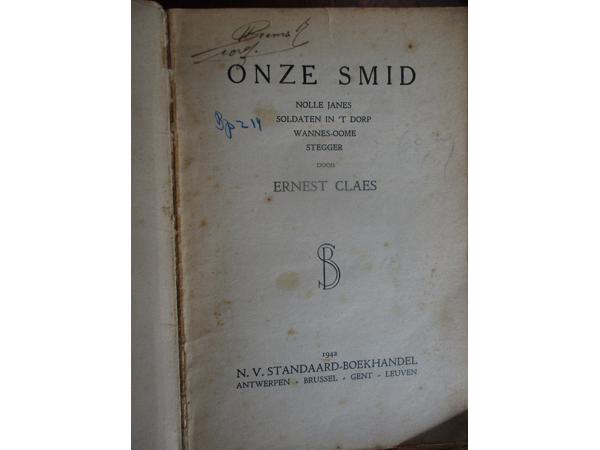 ONZE SMID
NOLLE JANES
SOLDATEN IN 'T DORP
WANNES-OOME
STEGGER
DOOR
ERNEST CLAES
SB
1942
N. V. STANDAARD-BOEKHANDEL
ANTWERPEN - BRUSSEL - GENT - LEUVEN